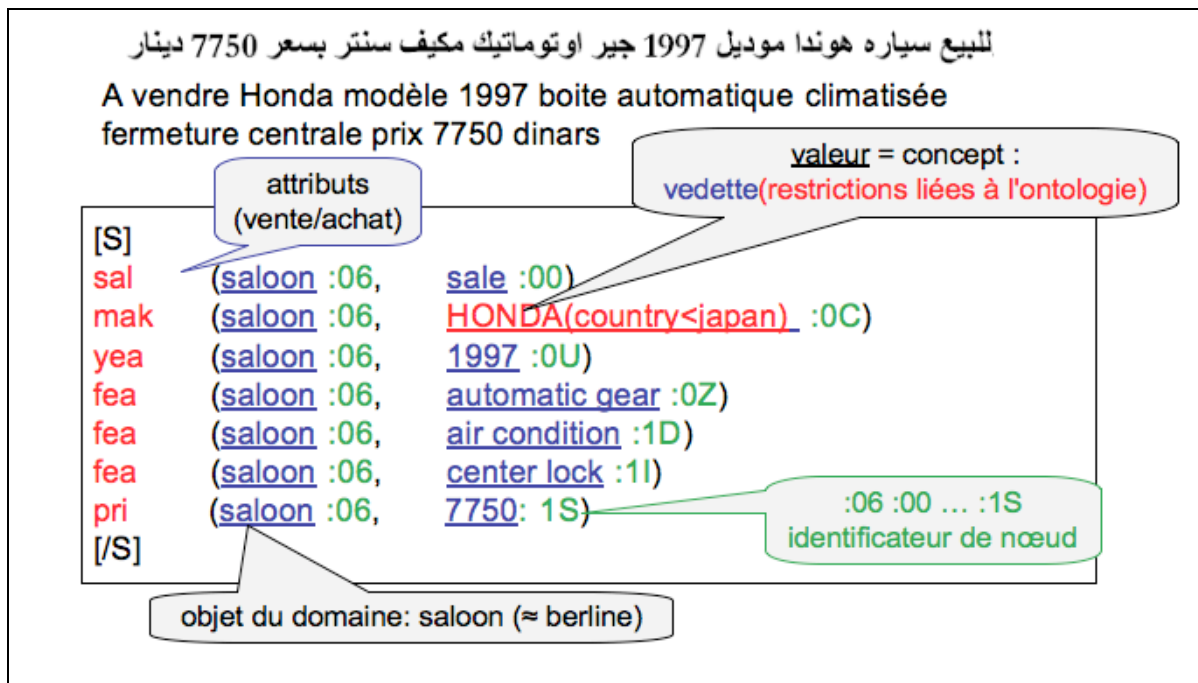 للبيع سياره هوندا موديل 1997 جير اوتوماتيك مكيف سنتر بسعر 7750 دينار
A vendre Honda modèle 1997 boite automatique climatisée
fermeture centrale prix 7750 dinars
valeur = concept :
vedette(restrictions liées à l'ontologie)
attributs
(vente/achat)
[S]
sal (saloon :06, sale :00)
mak (saloon :06, HONDA(country<japan) :0C)
yea (saloon :06, 1997 :0U)
fea (saloon :06, automatic gear :0Z)
fea (saloon :06, air condition :1D)
fea (saloon :06, center lock :1I)
pri (saloon :06, 7750: 1S)
[/S]
:06 :00 ... :1S
identificateur de nœud
objet du domaine: saloon (≈ berline)